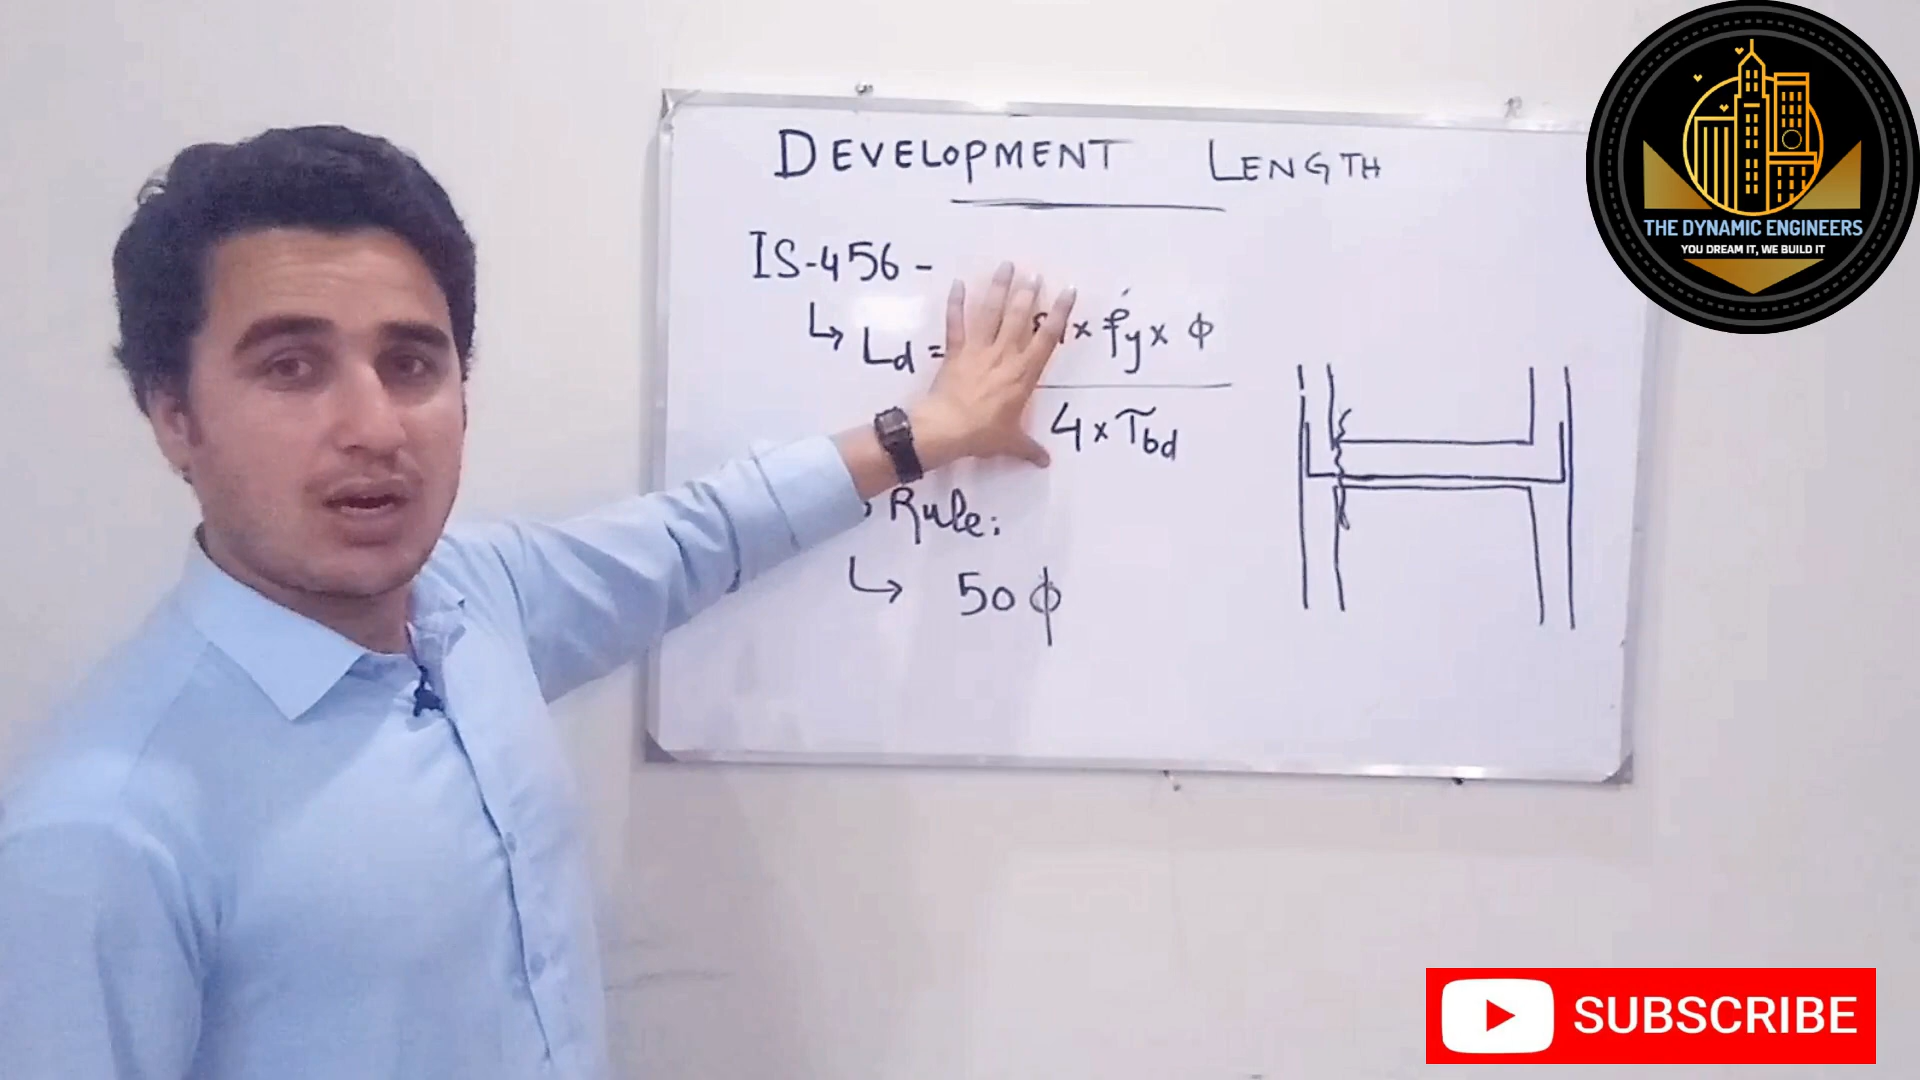 DEVELOPMENT LENGTH
IS-456 -
↳ Ld = x fy x ϕ
4 x τbd
Rule:
↳ 50 ϕ
THE DYNAMIC ENGINEERS
YOU DREAM IT, WE BUILD IT
SUBSCRIBE